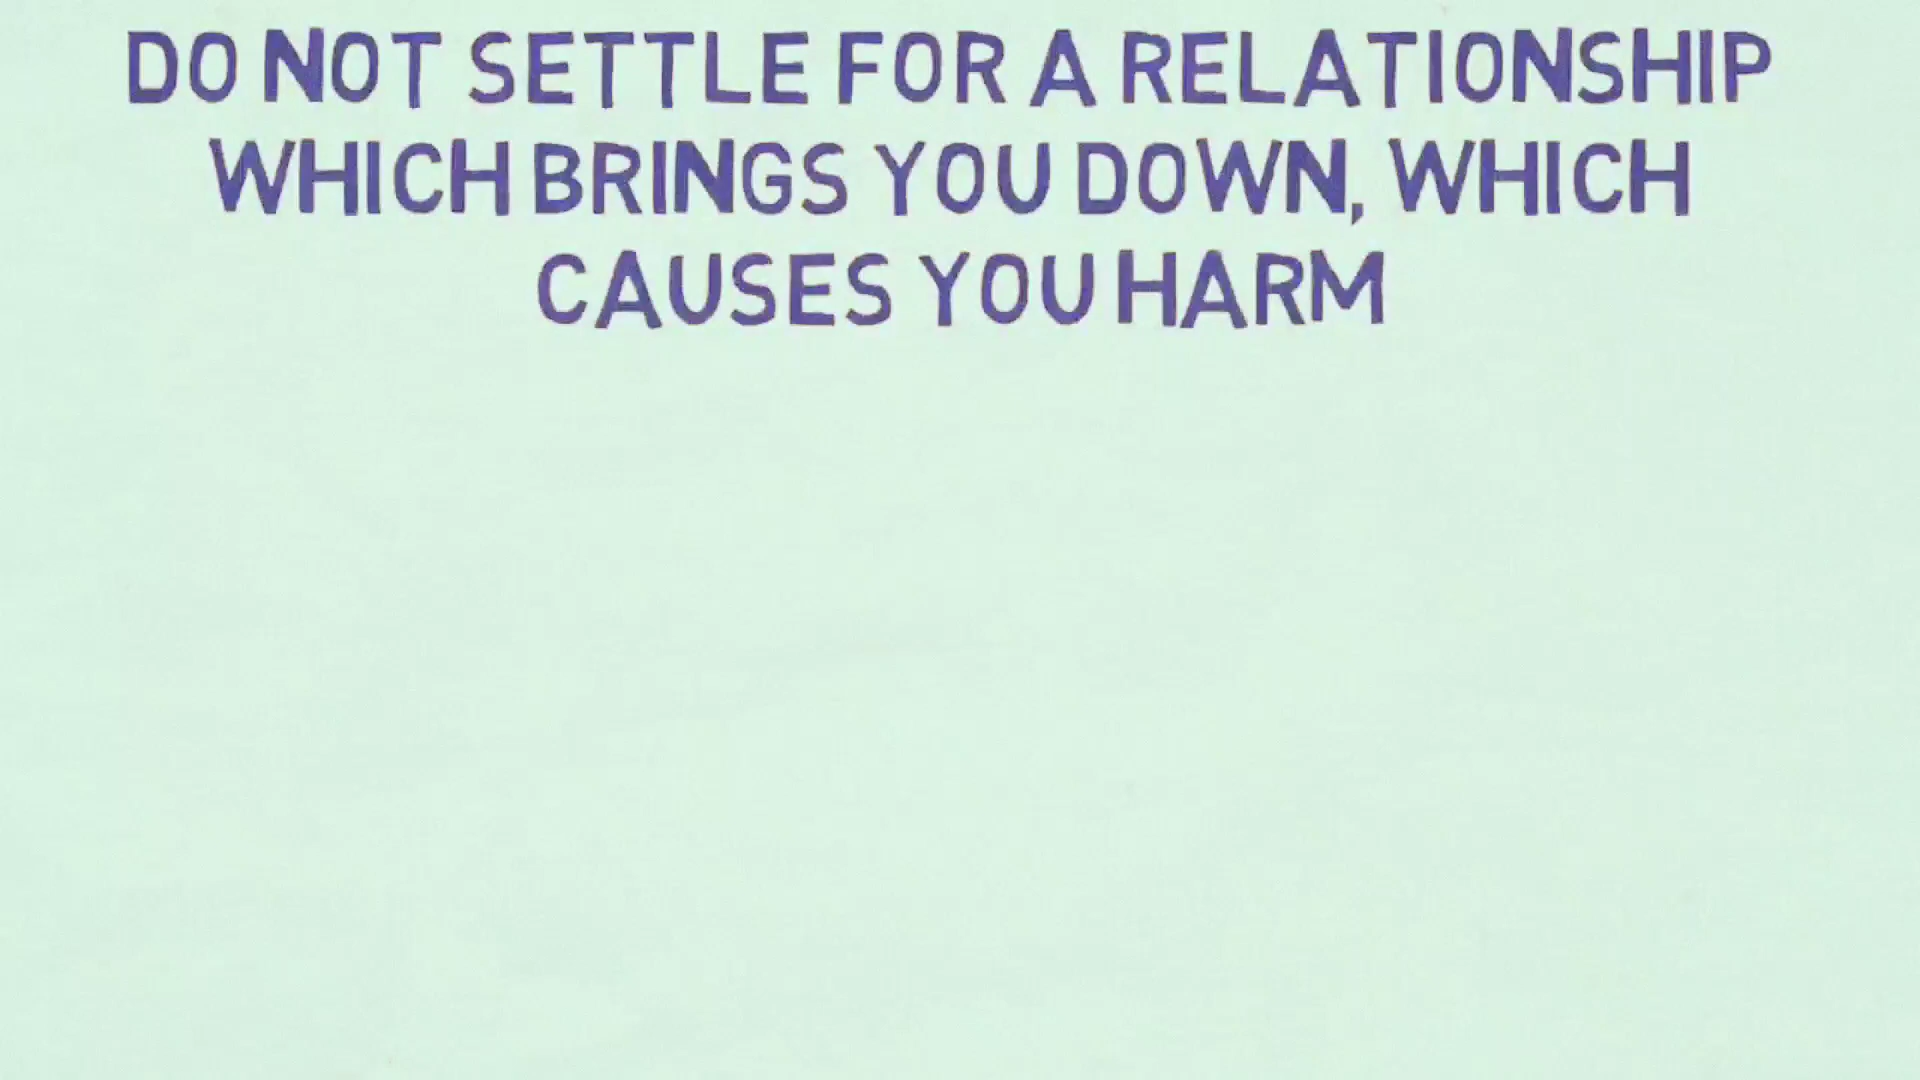 DO NOT SETTLE FOR A RELATIONSHIP
WHICH BRINGS YOU DOWN, WHICH
CAUSES YOU HARM